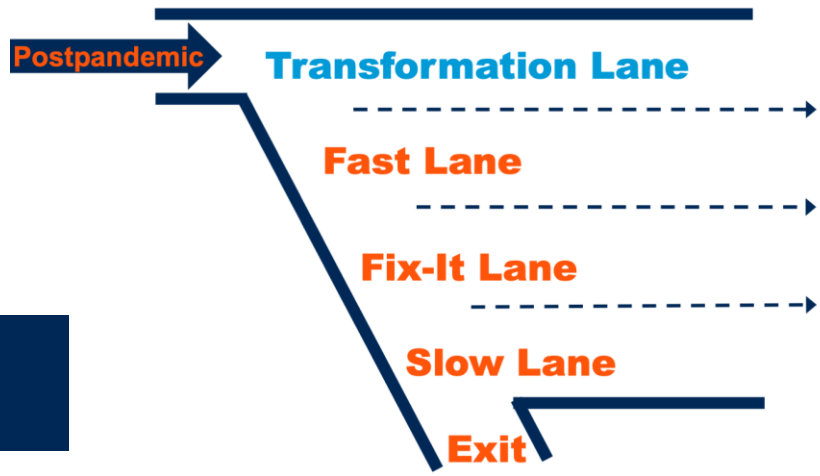 Postpandemic
Transformation Lane
Fast Lane
Fix-It Lane
Slow Lane
Exit